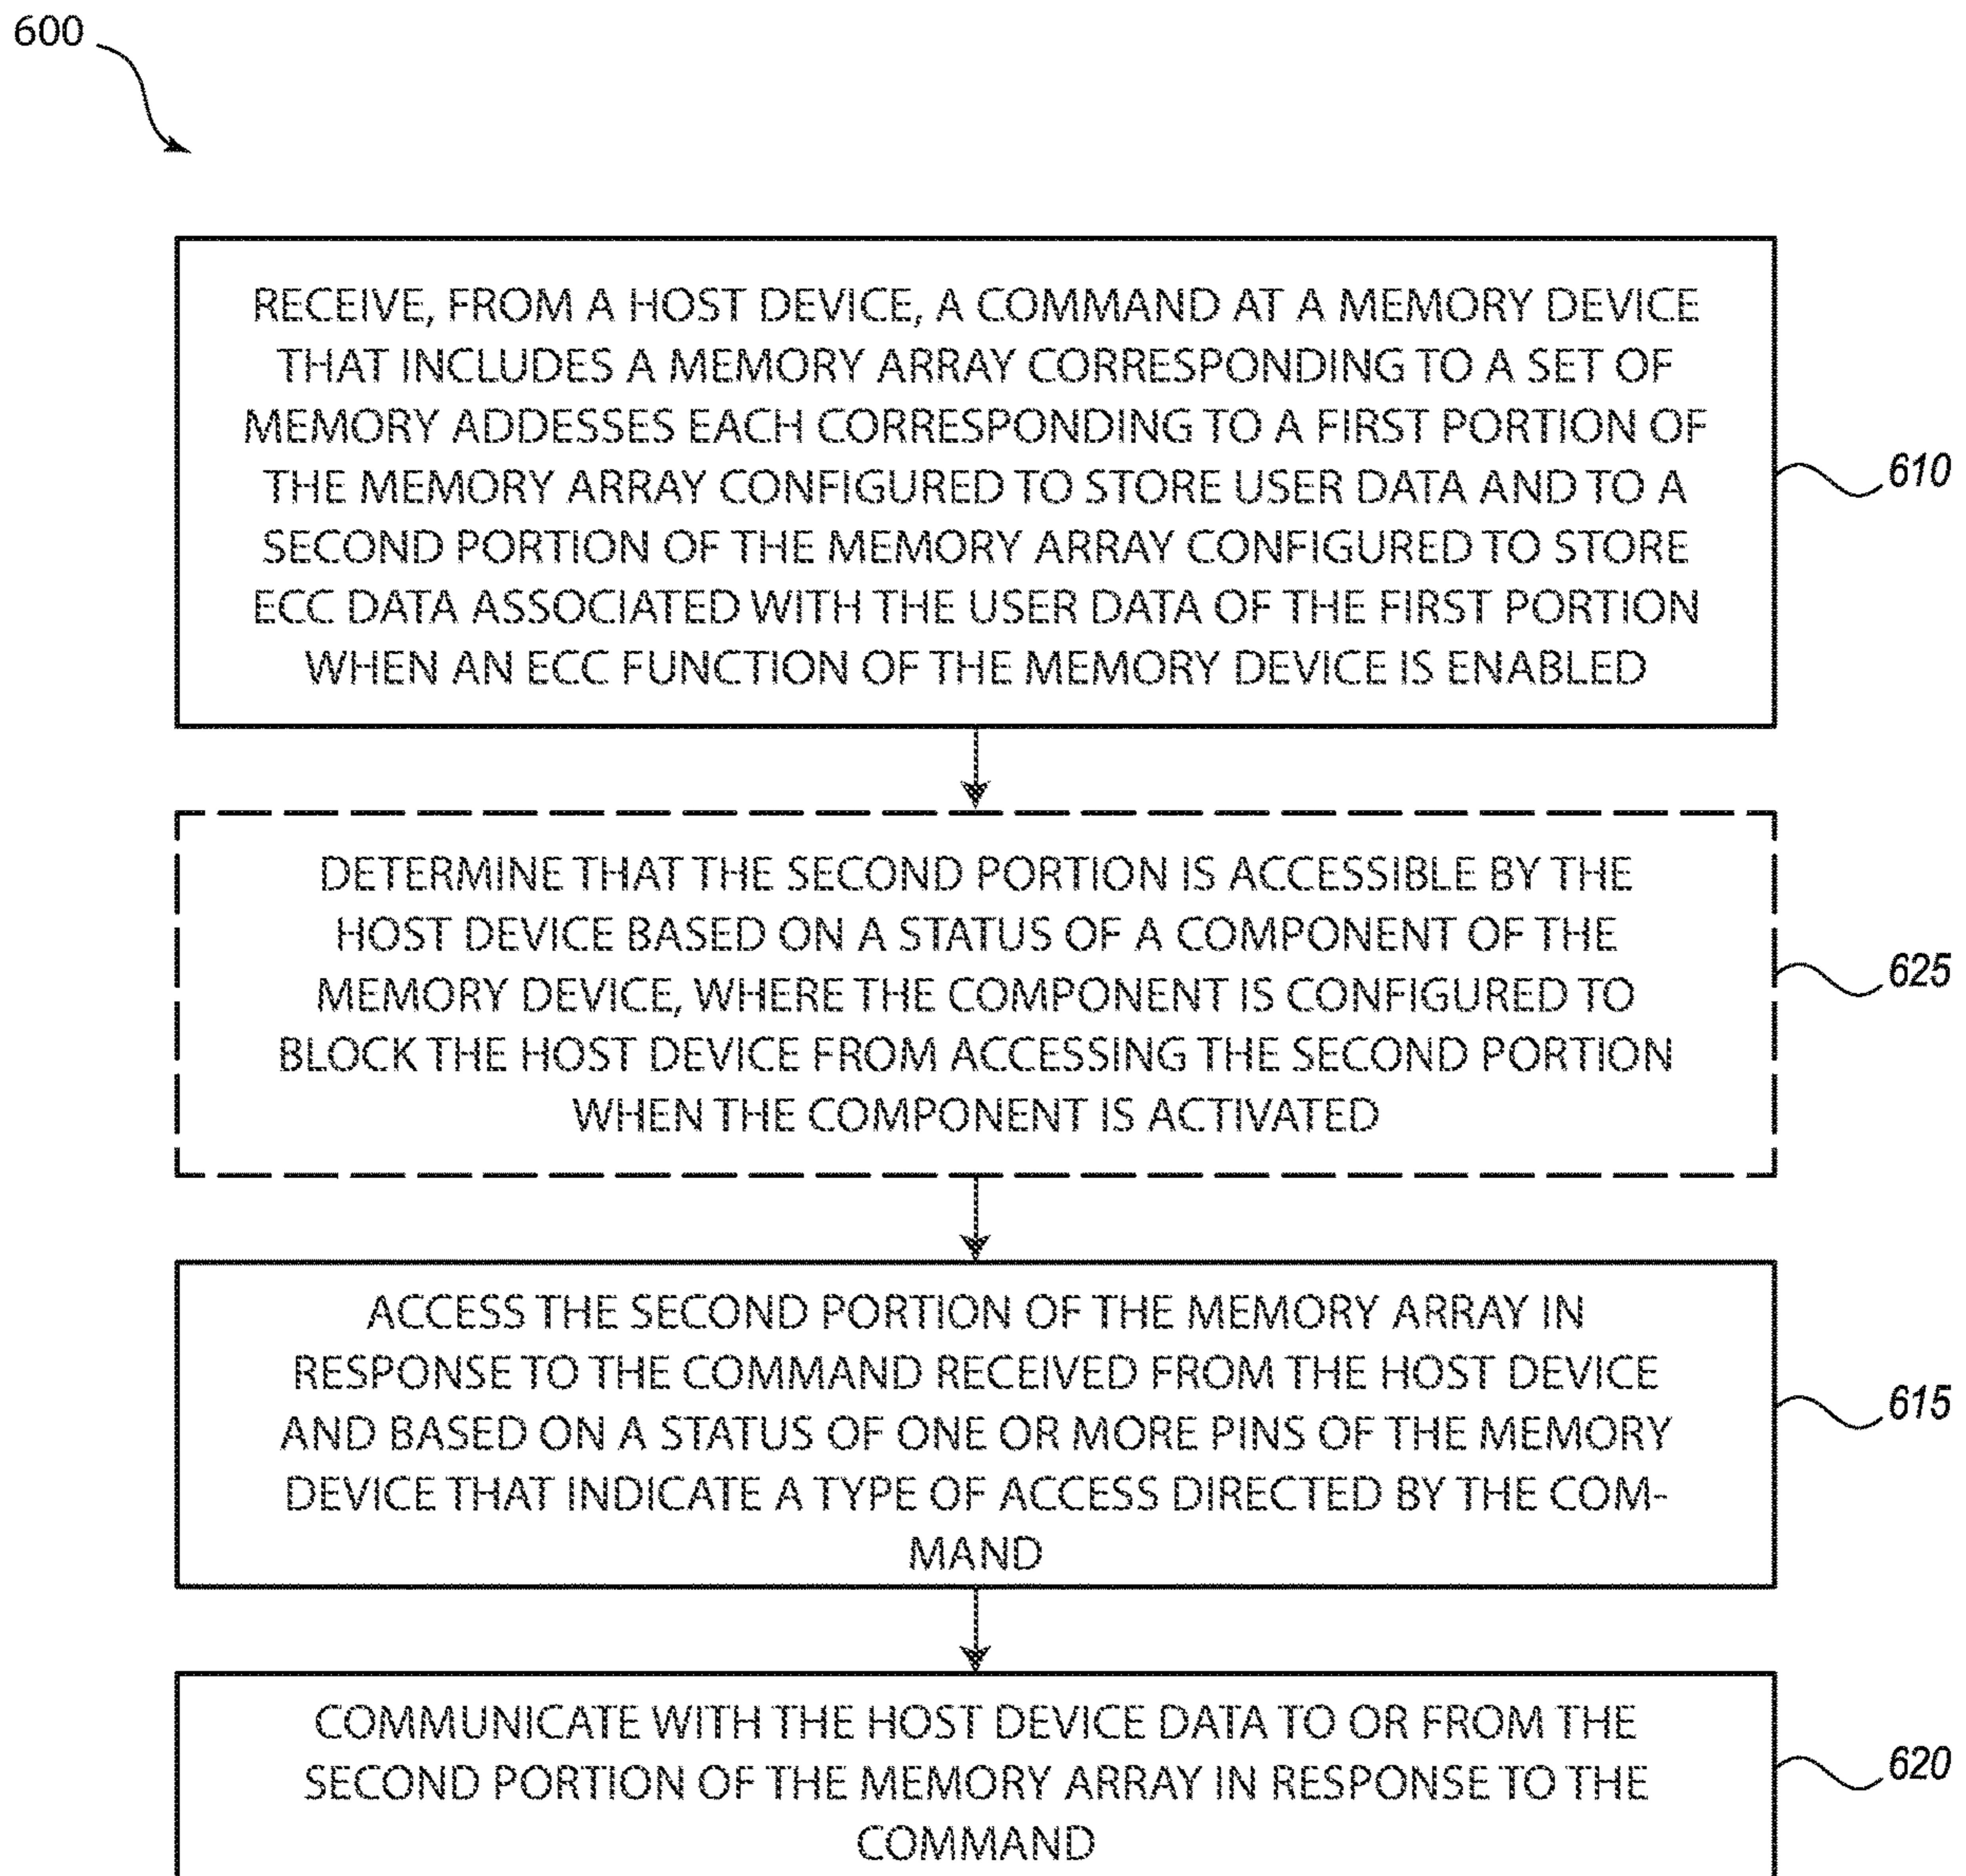 600
RECEIVE, FROM A HOST DEVICE, A COMMAND AT A MEMORY DEVICE
THAT INCLUDES A MEMORY ARRAY CORRESPONDING TO A SET OF
MEMORY ADDESSES EACH CORRESPONDING TO A FIRST PORTION OF
THE MEMORY ARRAY CONFIGURED TO STORE USER DATA AND TO A
SECOND PORTION OF THE MEMORY ARRAY CONFIGURED TO STORE
ECC DATA ASSOCIATED WITH THE USER DATA OF THE FIRST PORTION
WHEN AN ECC FUNCTION OF THE MEMORY DEVICE IS ENABLED
610
DETERMINE THAT THE SECOND PORTION IS ACCESSIBLE BY THE
HOST DEVICE BASED ON A STATUS OF A COMPONENT OF THE
MEMORY DEVICE, WHERE THE COMPONENT IS CONFIGURED TO
BLOCK THE HOST DEVICE FROM ACCESSING THE SECOND PORTION
WHEN THE COMPONENT IS ACTIVATED
625
ACCESS THE SECOND PORTION OF THE MEMORY ARRAY IN
RESPONSE TO THE COMMAND RECEIVED FROM THE HOST DEVICE
AND BASED ON A STATUS OF ONE OR MORE PINS OF THE MEMORY
DEVICE THAT INDICATE A TYPE OF ACCESS DIRECTED BY THE COM-
MAND
615
COMMUNICATE WITH THE HOST DEVICE DATA TO OR FROM THE
SECOND PORTION OF THE MEMORY ARRAY IN RESPONSE TO THE
COMMAND
620